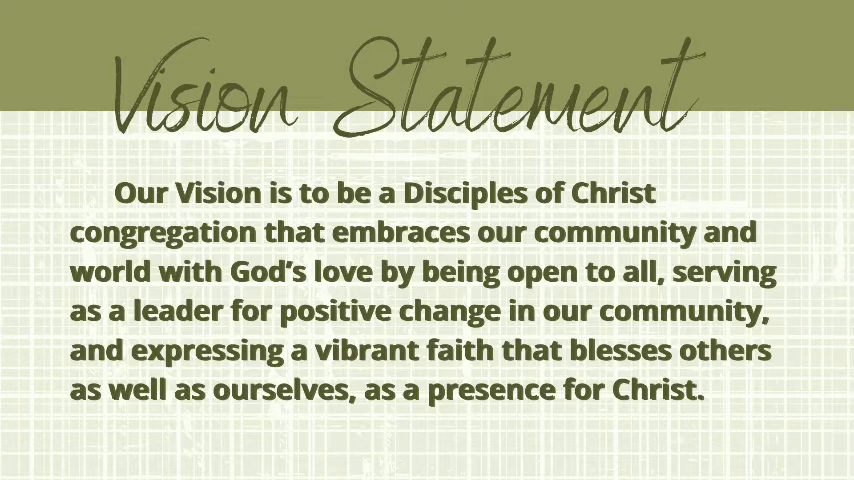 Vision Statement
Our Vision is to be a Disciples of Christ
congregation that embraces our community and
world with God’s love by being open to all, serving
as a leader for positive change in our community,
and expressing a vibrant faith that blesses others
as well as ourselves, as a presence for Christ.